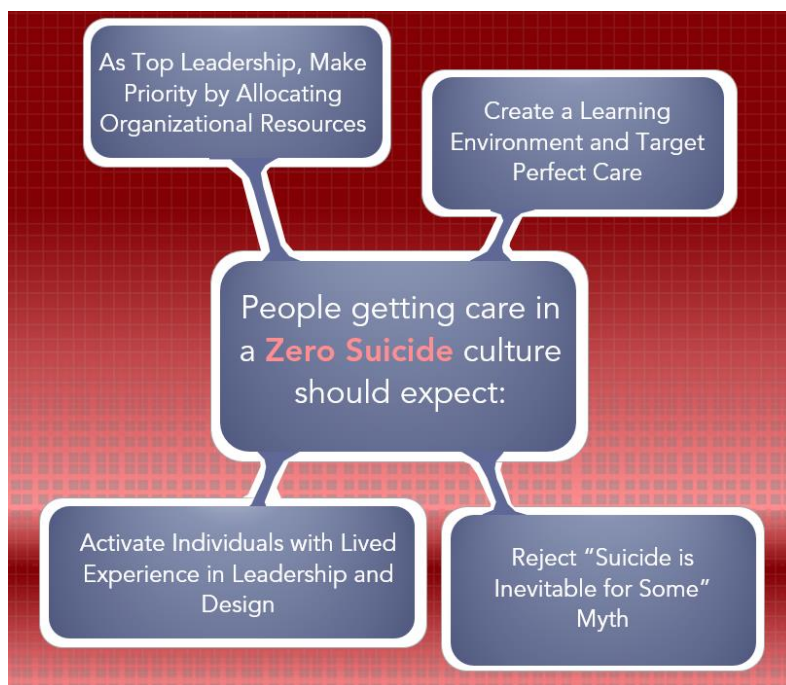 As Top Leadership, Make
Priority by Allocating
Organizational Resources
Create a Learning
Environment and Target
Perfect Care
People getting care in
a Zero Suicide culture
should expect:
Activate Individuals with Lived
Experience in Leadership and
Design
Reject “Suicide is
Inevitable for Some”
Myth